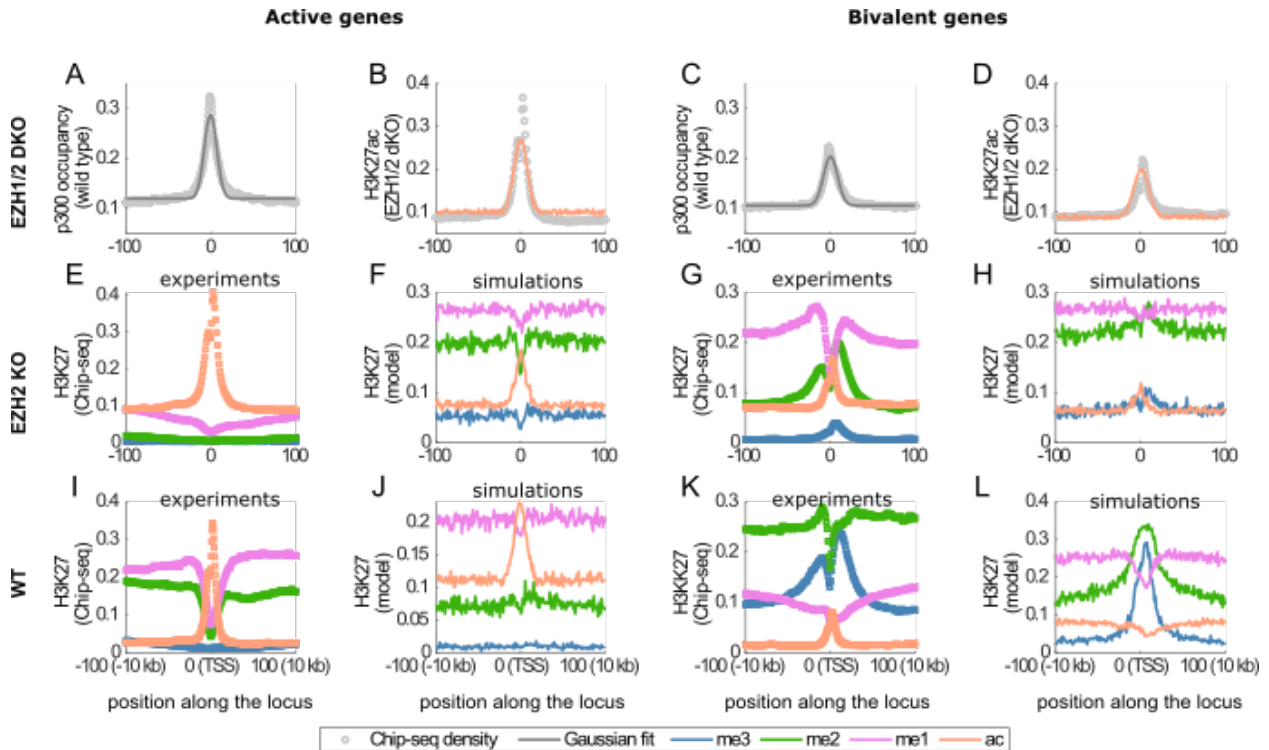 Active genes
Bivalent genes
EZH1/2 DKO
A
p300 occupancy
(wild type)
0.3
0.2
0.1
-100
0
100
B
H3K27ac
(EZH1/2 dKO)
0.4
0.3
0.2
0.1
-100
0
100
C
p300 occupancy
(wild type)
0.3
0.2
0.1
-100
0
100
D
H3K27ac
(EZH1/2 dKO)
0.4
0.3
0.2
0.1
-100
0
100
EZH2 KO
E
experiments
H3K27
(Chip-seq)
0.4
0.3
0.2
0.1
0
-100
0
100
F
simulations
H3K27
(model)
0.3
0.2
0.1
0
-100
0
100
G
experiments
H3K27
(Chip-seq)
0.3
0.2
0.1
0
-100
0
100
H
simulations
H3K27
(model)
0.3
0.2
0.1
0
-100
0
100
WT
I
experiments
H3K27
(Chip-seq)
0.4
0.3
0.2
0.1
0
-100 (-10 kb)
0 (TSS)
100 (10 kb)
position along the locus
J
simulations
H3K27
(model)
0.2
0.15
0.1
0.05
0
-100 (-10 kb)
0 (TSS)
100 (10 kb)
position along the locus
K
experiments
H3KK27
(Chip-seq)
0.3
0.2
0.1
0
-100 (-10 kb)
0 (TSS)
100 (10 kb)
position along the locus
L
simulations
H3K27
(model)
0.4
0.3
0.2
0.1
0
-100 (-10 kb)
0 (TSS)
100 (10 kb)
position along the locus
Chip-seq density
Gaussian fit
me3
me2
me1
ac